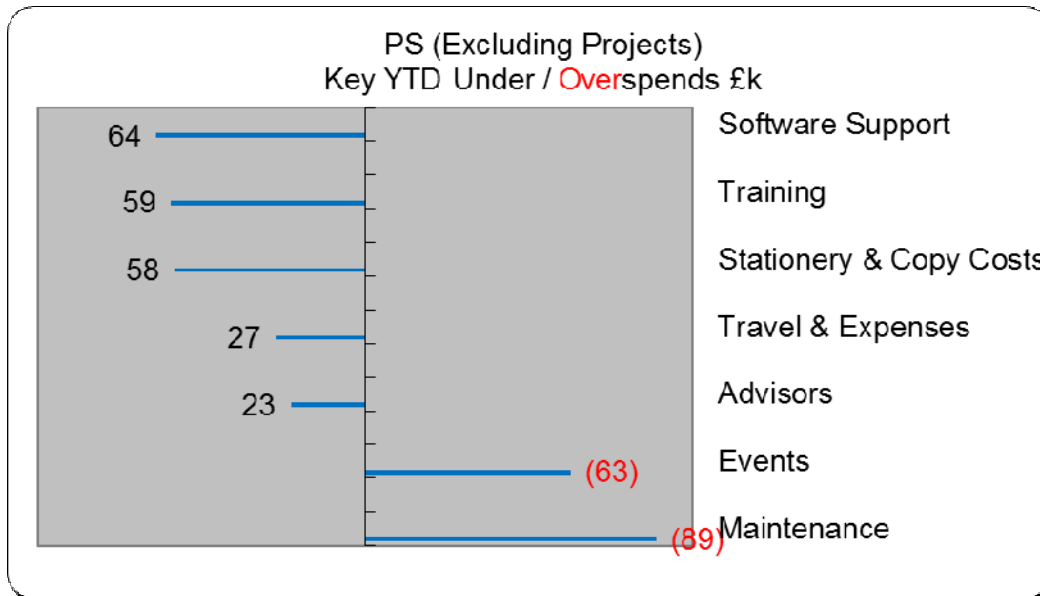 PS (Excluding Projects)
Key YTD Under / Overspends £k
64 Software Support
59 Training
58 Stationery & Copy Costs
27 Travel & Expenses
23 Advisors
(63) Events
(89) Maintenance